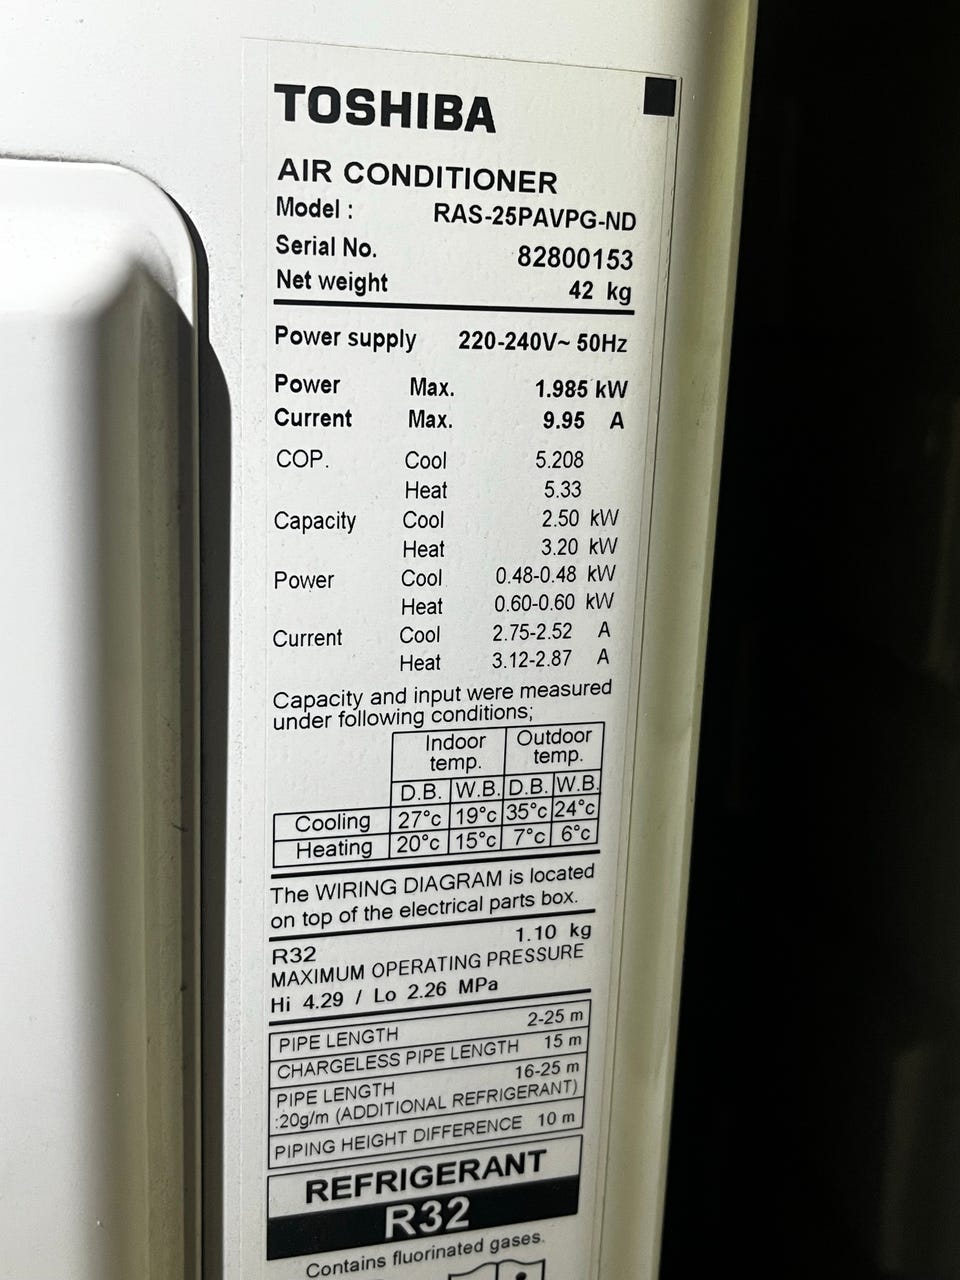 TOSHIBA
AIR CONDITIONER
Model : RAS-25PAVPG-ND
Serial No. 82800153
Net weight 42 kg
Power supply 220-240V~ 50Hz
Power Max. 1.985 kW
Current Max. 9.95 A
COP. Cool 5.208
Heat 5.33
Capacity Cool 2.50 kW
Heat 3.20 kW
Power Cool 0.48-0.48 kW
Heat 0.60-0.60 kW
Current Cool 2.75-2.52 A
Heat 3.12-2.87 A
Capacity and input were measured
under following conditions;
Indoor temp. Outdoor temp.
D.B. W.B. D.B. W.B.
Cooling 27°c 19°c 35°c 24°c
Heating 20°c 15°c 7°c 6°c
The WIRING DIAGRAM is located
on top of the electrical parts box.
R32 1.10 kg
MAXIMUM OPERATING PRESSURE
Hi 4.29 / Lo 2.26 MPa
PIPE LENGTH 2-25 m
CHARGELESS PIPE LENGTH 15 m
PIPE LENGTH 16-25 m
:20g/m (ADDITIONAL REFRIGERANT)
PIPING HEIGHT DIFFERENCE 10 m
REFRIGERANT
R32
Contains fluorinated gases.